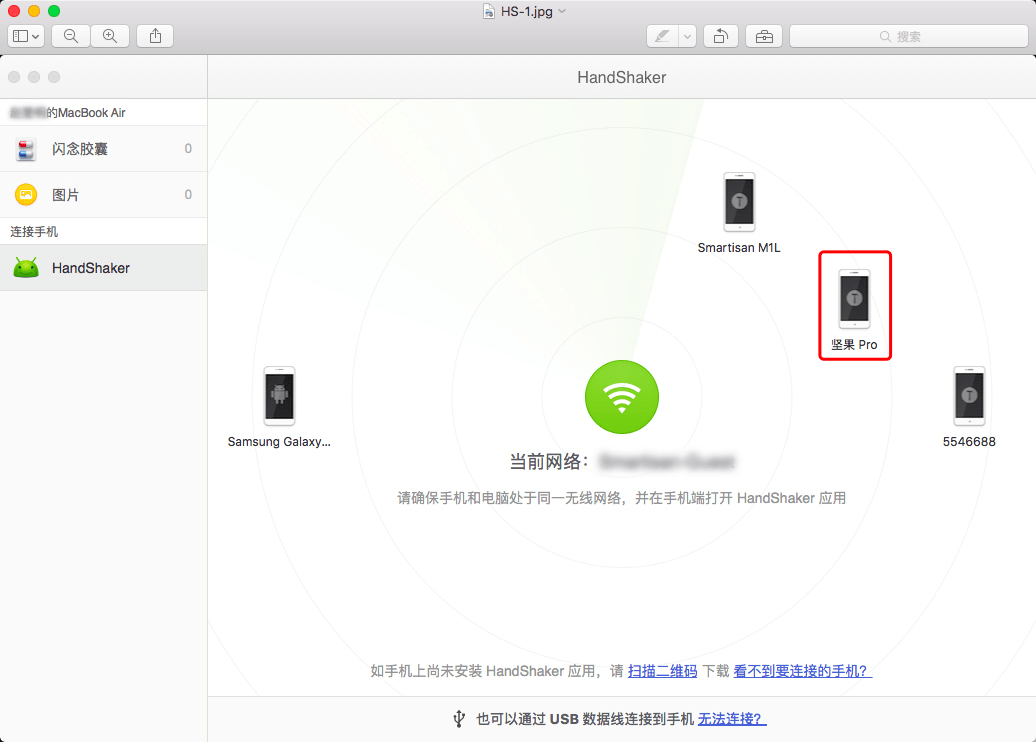 HS-1.jpg
搜索
HandShaker
的MacBook Air
闪念胶囊 0
图片 0
连接手机
HandShaker
Smartisan M1L
坚果 Pro
Samsung Galaxy...
5546688
当前网络：
请确保手机和电脑处于同一无线网络，并在手机端打开 HandShaker 应用
如手机上尚未安装 HandShaker 应用，请 扫描二维码 下载 看不到要连接的手机？
也可以通过 USB 数据线连接到手机 无法连接？